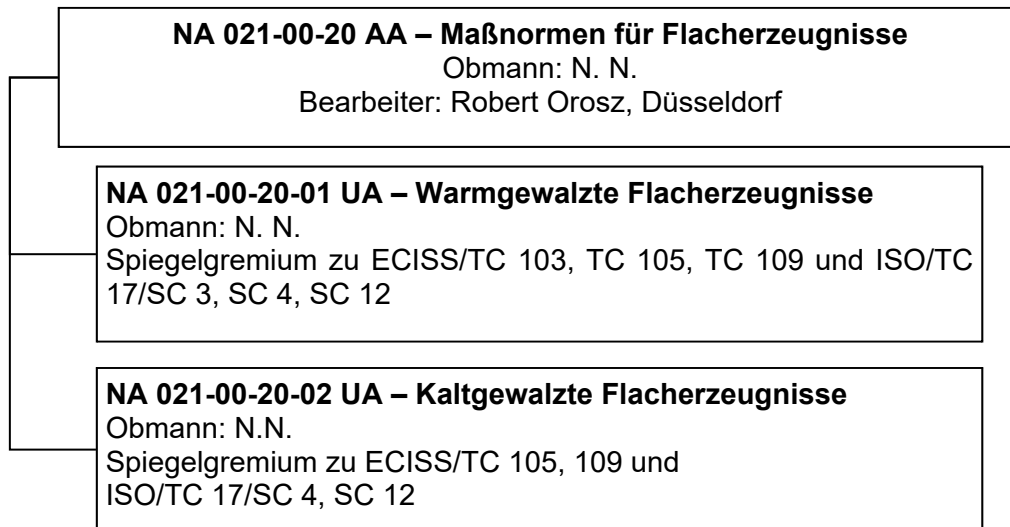 NA 021-00-20 AA – Maßnormen für Flacherzeugnisse
Obmann: N. N.
Bearbeiter: Robert Orosz, Düsseldorf
NA 021-00-20-01 UA – Warmgewalzte Flacherzeugnisse
Obmann: N. N.
Spiegelgremium zu ECISS/TC 103, TC 105, TC 109 und ISO/TC
17/SC 3, SC 4, SC 12
NA 021-00-20-02 UA – Kaltgewalzte Flacherzeugnisse
Obmann: N.N.
Spiegelgremium zu ECISS/TC 105, 109 und
ISO/TC 17/SC 4, SC 12